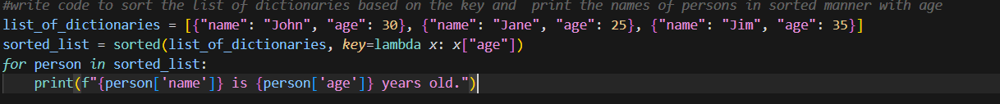 #write code to sort the list of dictionaries based on the key and  print the names of persons in sorted manner with age
list_of_dictionaries = [{"name": "John", "age": 30}, {"name": "Jane", "age": 25}, {"name": "Jim", "age": 35}]
sorted_list = sorted(list_of_dictionaries, key=lambda x: x["age"])
for person in sorted_list:
    print(f"{person['name']} is {person['age']} years old.")